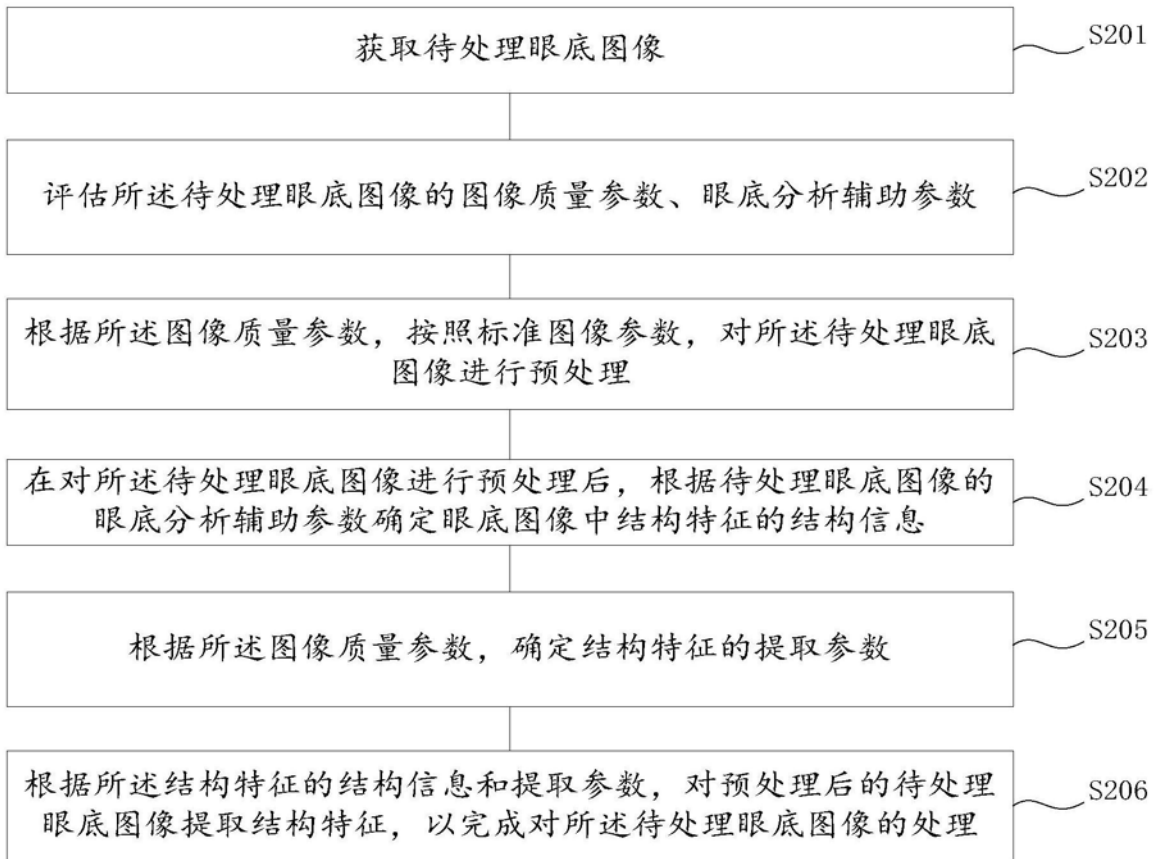 获取待处理眼底图像
S201
评估所述待处理眼底图像的图像质量参数、眼底分析辅助参数
S202
根据所述图像质量参数，按照标准图像参数，对所述待处理眼底
图像进行预处理
S203
在对所述待处理眼底图像进行预处理后，根据待处理眼底图像的
眼底分析辅助参数确定眼底图像中结构特征的结构信息
S204
根据所述图像质量参数，确定结构特征的提取参数
S205
根据所述结构特征的结构信息和提取参数，对预处理后的待处理
眼底图像提取结构特征，以完成对所述待处理眼底图像的处理
S206